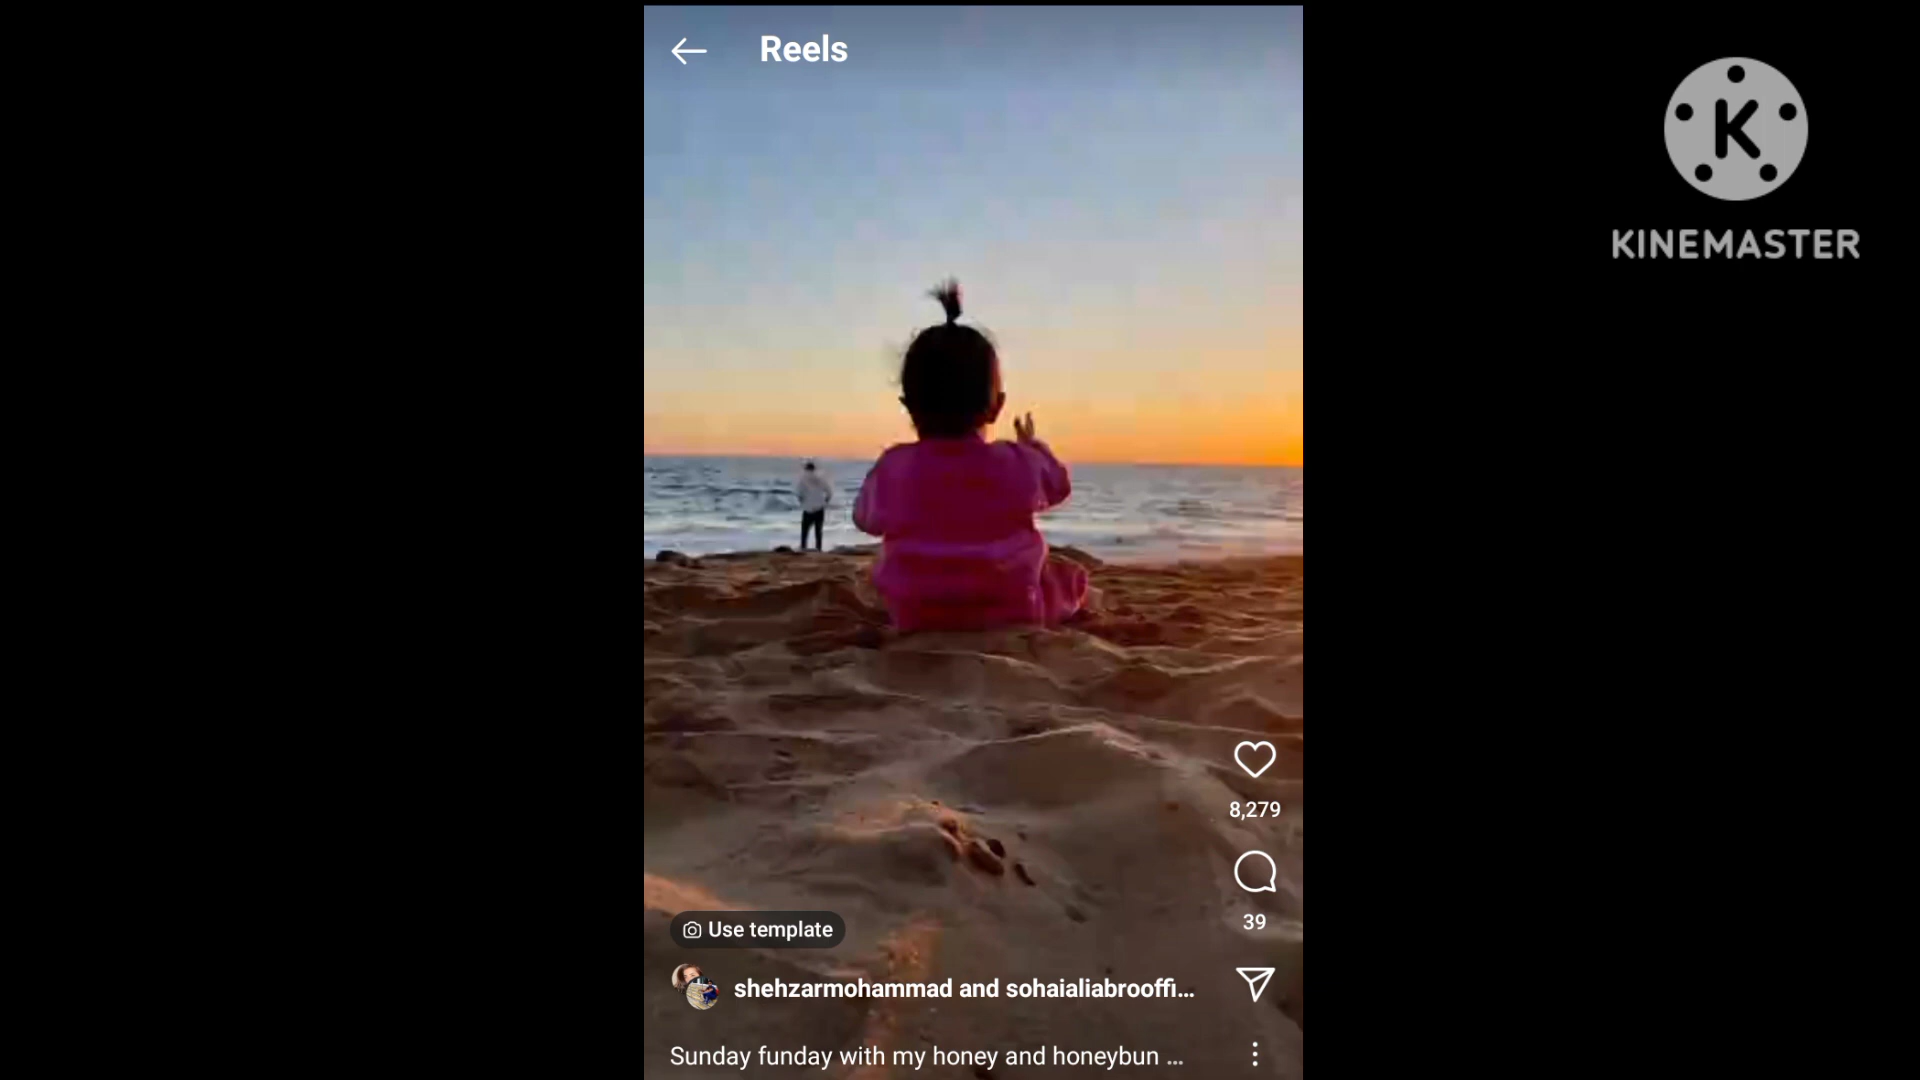 Reels
KINEMASTER
8,279
39
Use template
shehzarmohammad and sohaialiabrooffi...
Sunday funday with my honey and honeybun ...